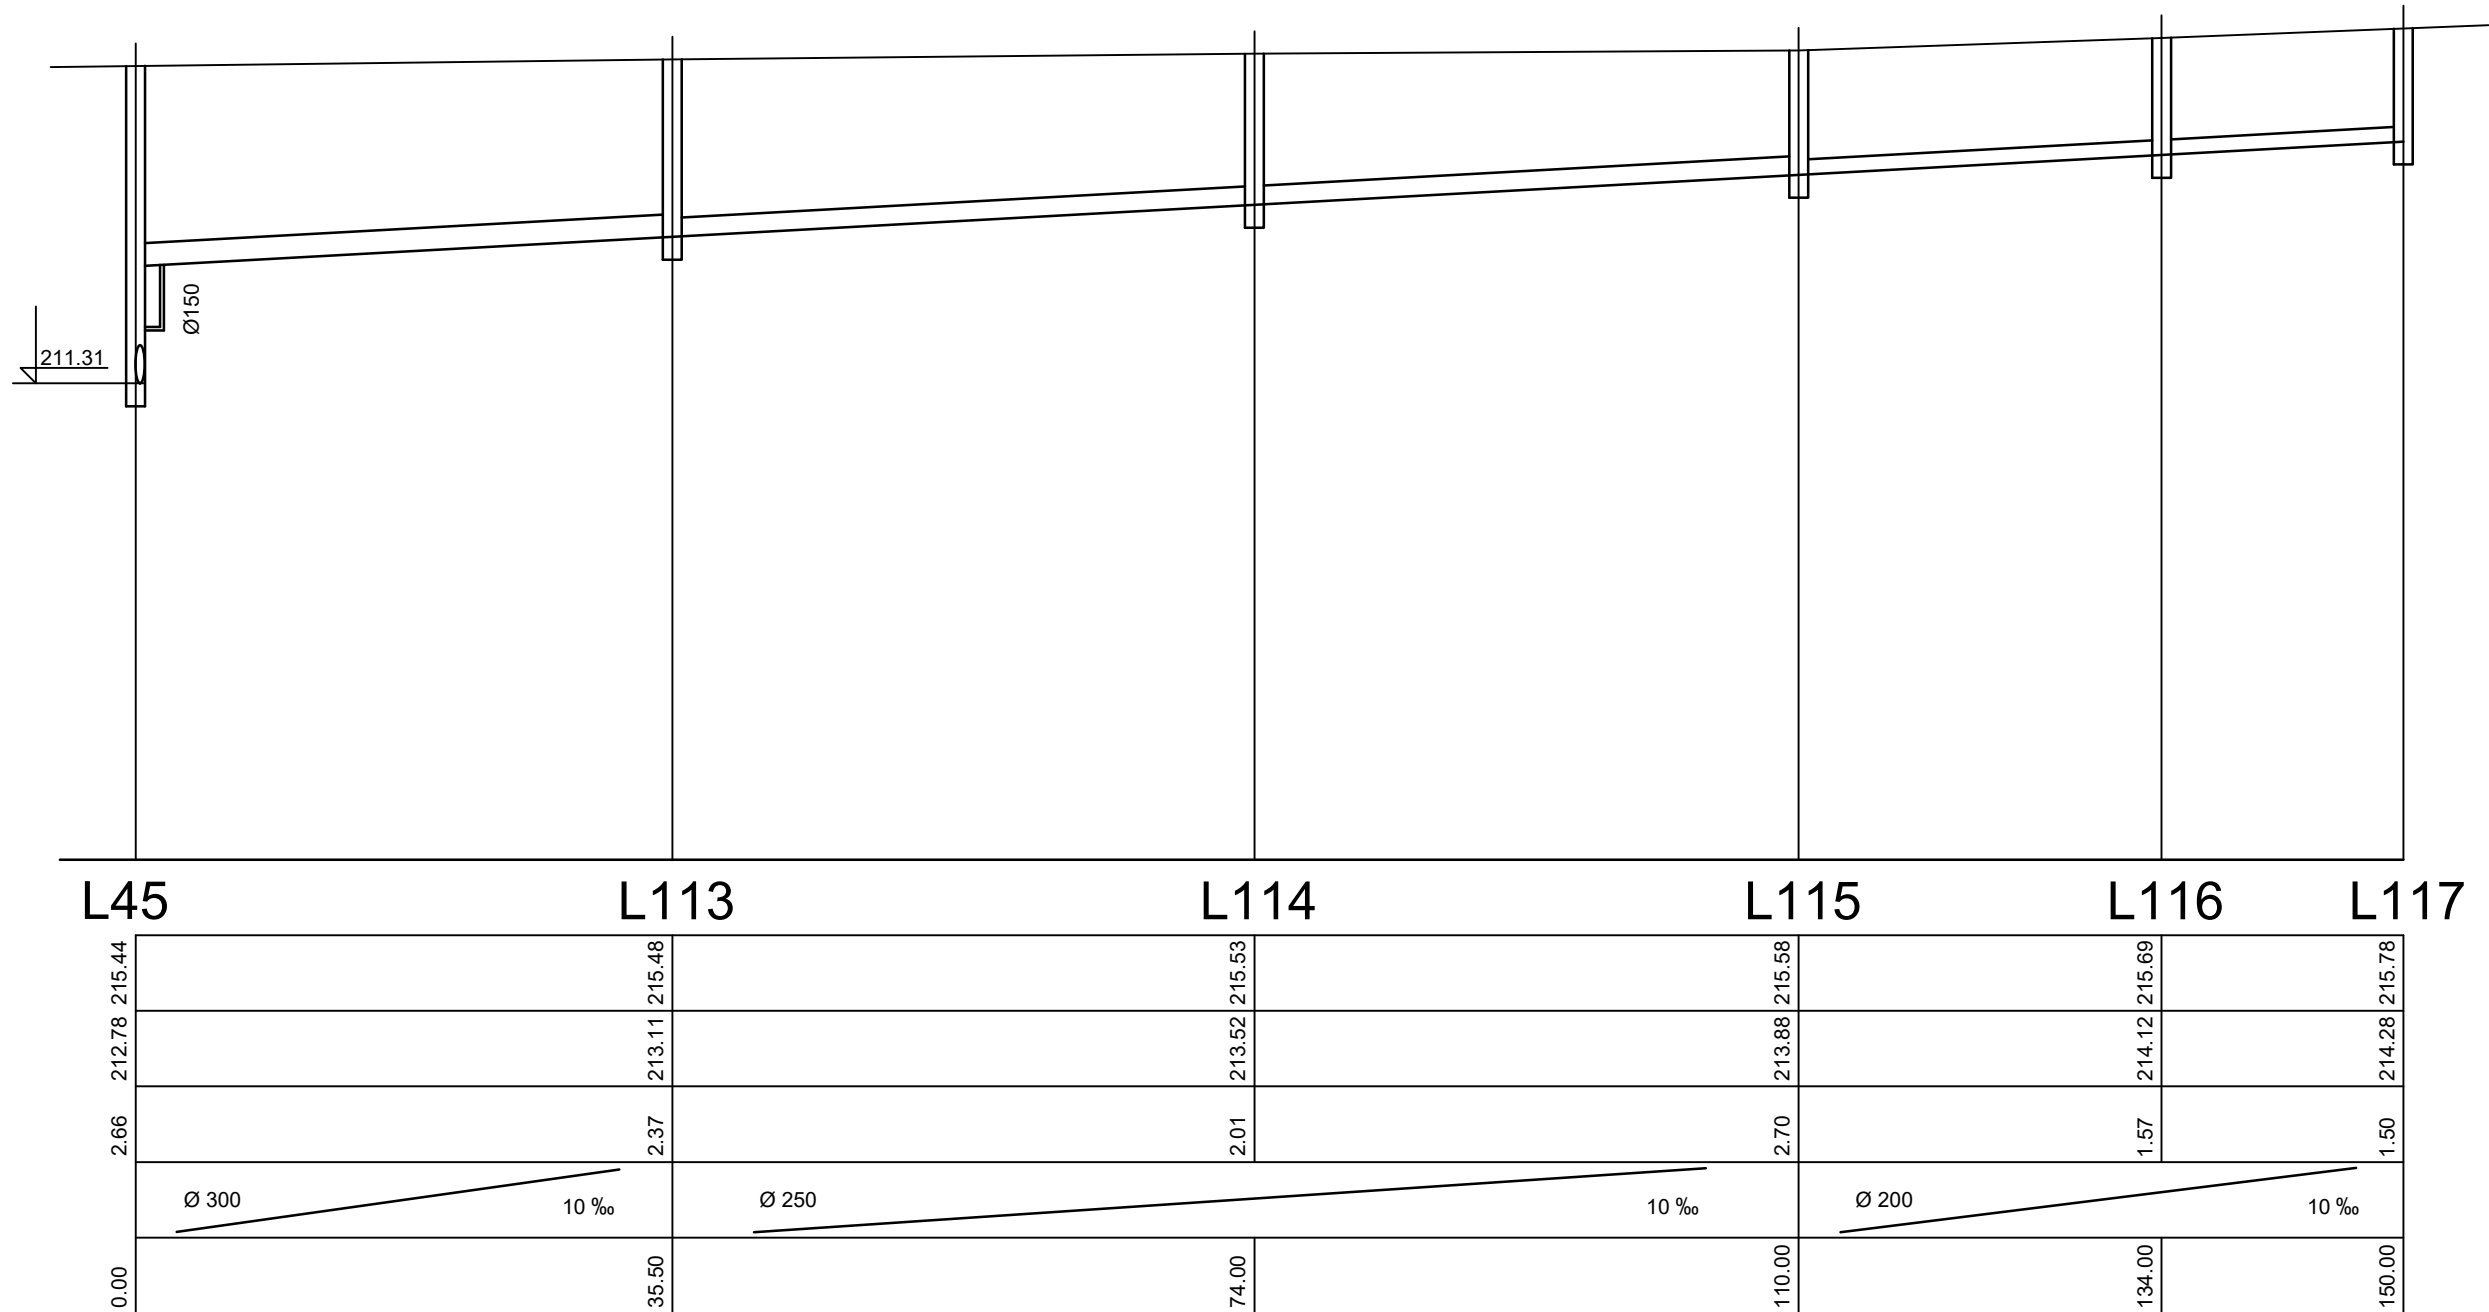 Ø150
211.31
L45 L113 L114 L115 L116 L117
215.44 215.48 215.53 215.58 215.69 215.78
212.78 213.11 213.52 213.88 214.12 214.28
2.66 2.37 2.01 2.70 1.57 1.50
Ø 300 10 ‰ Ø 250 10 ‰ Ø 200 10 ‰
0.00 35.50 74.00 110.00 134.00 150.00